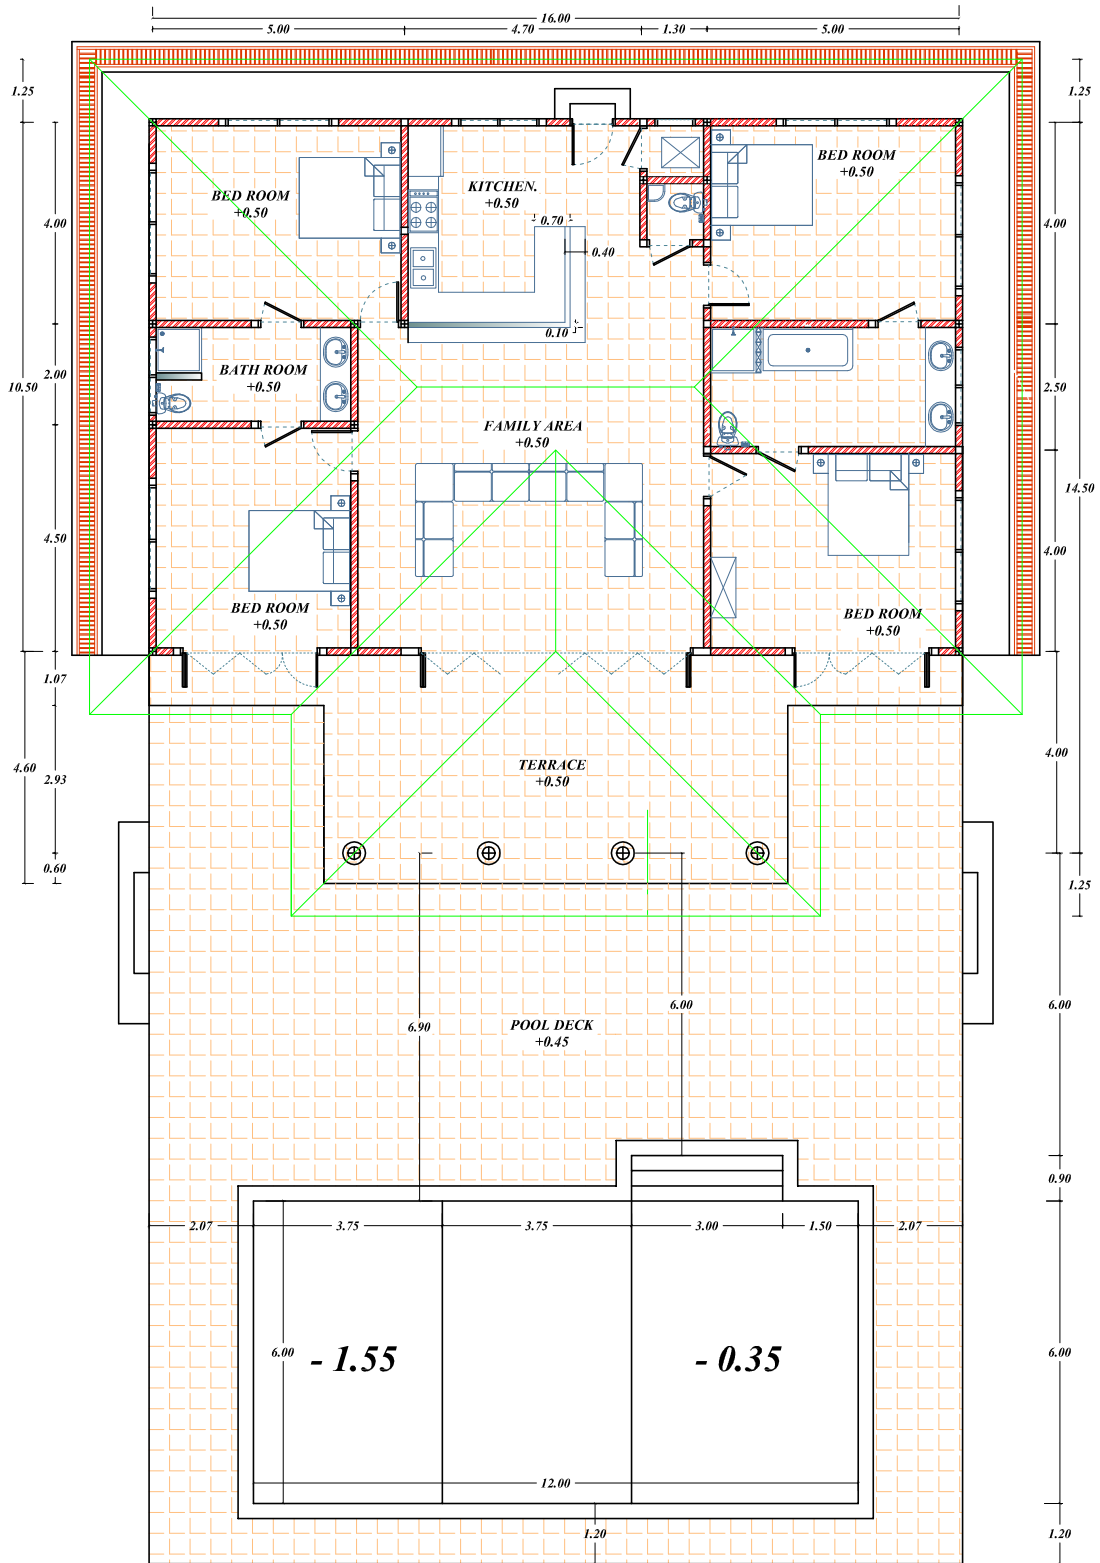 16.00
5.00 4.70 1.30 5.00
1.25 1.25
BED ROOM
+0.50
KITCHEN.
+0.50
BED ROOM
+0.50
4.00 0.70 4.00
0.40
0.10
BATH ROOM
+0.50
2.00
10.50 2.50
FAMILY AREA
+0.50
14.50
4.50 4.00
BED ROOM
+0.50
BED ROOM
+0.50
1.07
TERRACE
+0.50
4.60 2.93 4.00
0.60 1.25
6.90 6.00 6.00
POOL DECK
+0.45
0.90
2.07 3.75 3.75 3.00 1.50 2.07
6.00 - 1.55 - 0.35 6.00
12.00
1.20 1.20